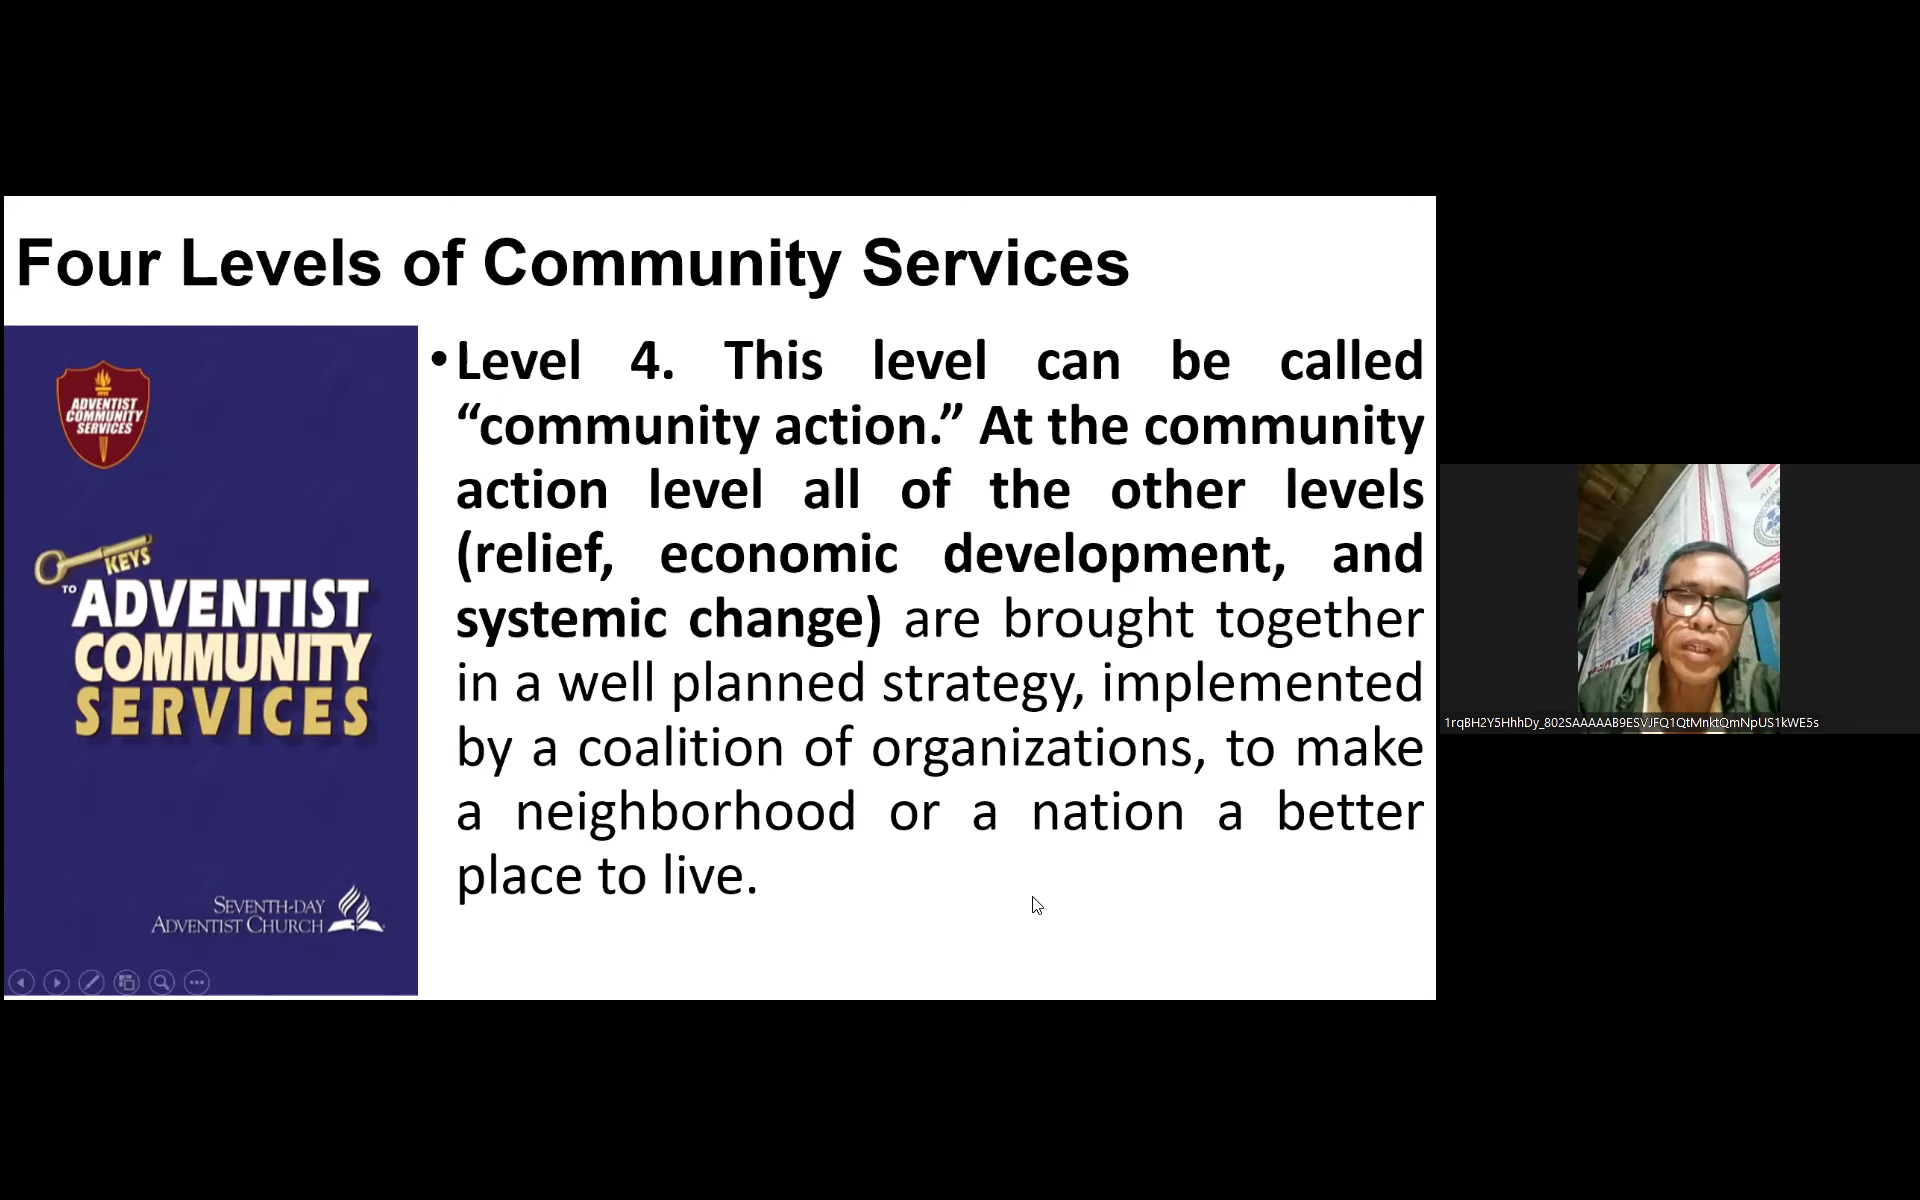 Four Levels of Community Services
ADVENTIST
COMMUNITY
SERVICES
KEYS
TO ADVENTIST
COMMUNITY
SERVICES
SEVENTH-DAY
ADVENTIST CHURCH
• Level 4. This level can be called
“community action.” At the community
action level all of the other levels
(relief, economic development, and
systemic change) are brought together
in a well planned strategy, implemented
by a coalition of organizations, to make
a neighborhood or a nation a better
place to live.
1rqBH2Y5HhhDy_802SAAAAAB9ESVJFQ1QtMnktQmNpUS1kWE5s